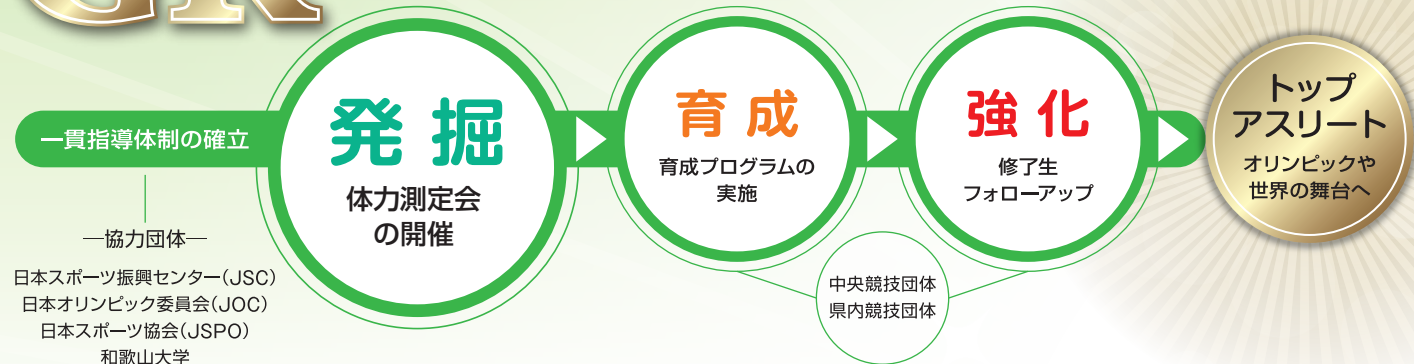 一貫指導体制の確立
―協力団体―
日本スポーツ振興センター(JSC)
日本オリンピック委員会(JOC)
日本スポーツ協会(JSPO)
和歌山大学
発掘
体力測定会
の開催
育成
育成プログラムの
実施
強化
修了生
フォローアップ
中央競技団体
県内競技団体
トップ
アスリート
オリンピックや
世界の舞台へ